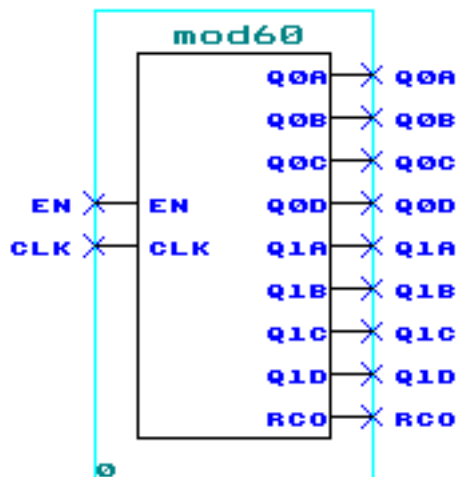 mod60
Q0A Q0A
Q0B Q0B
Q0C Q0C
EN EN Q0D Q0D
CLK CLK Q1A Q1A
Q1B Q1B
Q1C Q1C
Q1D Q1D
RCO RCO
0